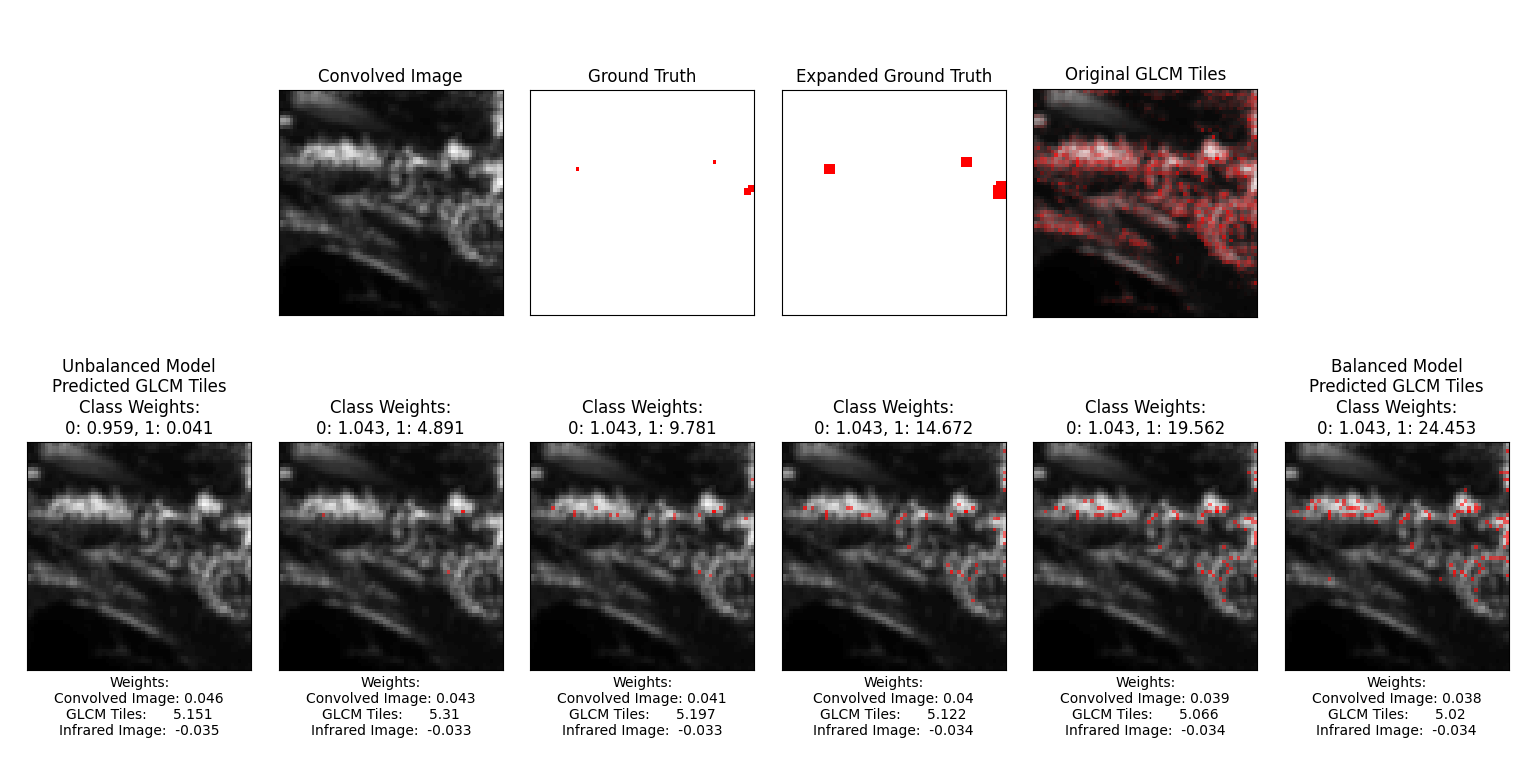 Convolved Image
Ground Truth
Expanded Ground Truth
Original GLCM Tiles
Unbalanced Model
Predicted GLCM Tiles
Class Weights:
0: 0.959, 1: 0.041
Class Weights:
0: 1.043, 1: 4.891
Class Weights:
0: 1.043, 1: 9.781
Class Weights:
0: 1.043, 1: 14.672
Class Weights:
0: 1.043, 1: 19.562
Balanced Model
Predicted GLCM Tiles
Class Weights:
0: 1.043, 1: 24.453
Weights:
Convolved Image: 0.046
GLCM Tiles: 5.151
Infrared Image: -0.035
Weights:
Convolved Image: 0.043
GLCM Tiles: 5.31
Infrared Image: -0.033
Weights:
Convolved Image: 0.041
GLCM Tiles: 5.197
Infrared Image: -0.033
Weights:
Convolved Image: 0.04
GLCM Tiles: 5.122
Infrared Image: -0.034
Weights:
Convolved Image: 0.039
GLCM Tiles: 5.066
Infrared Image: -0.034
Weights:
Convolved Image: 0.038
GLCM Tiles: 5.02
Infrared Image: -0.034